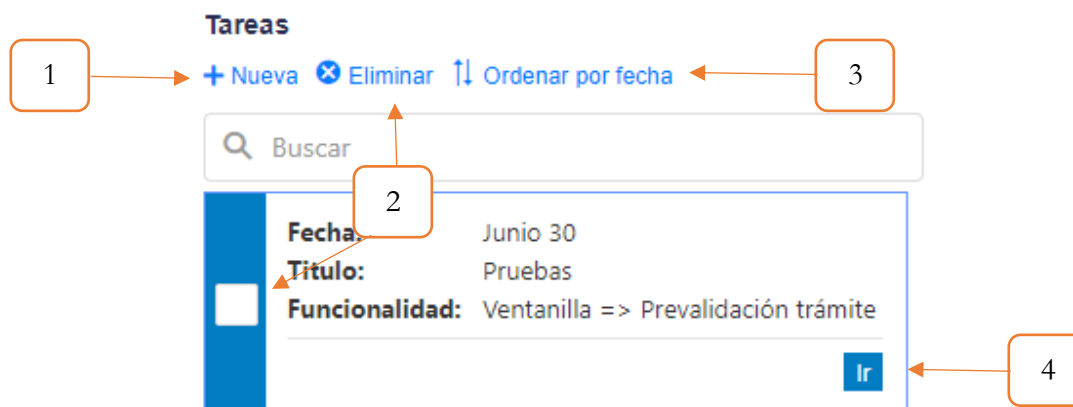 Tareas
1
+ Nueva Eliminar Ordenar por fecha
3
Buscar
2
Fecha: Junio 30
Titulo: Pruebas
Funcionalidad: Ventanilla => Prevalidación trámite
Ir
4